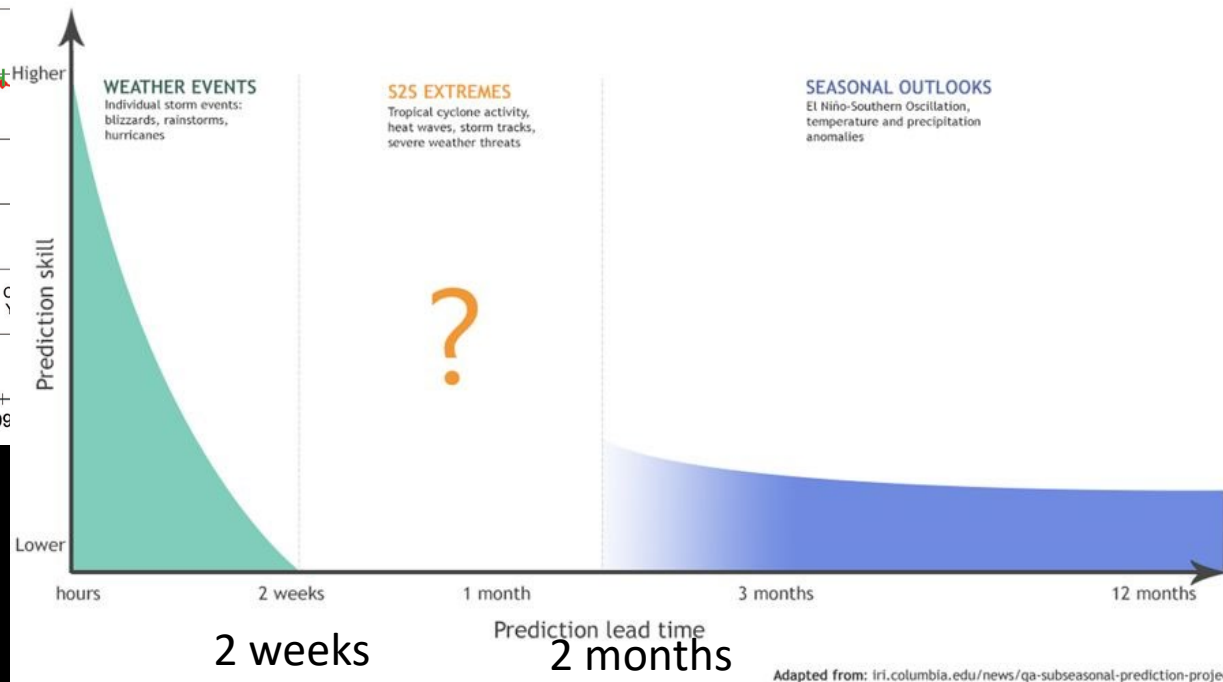 Higher
WEATHER EVENTS
Individual storm events:
blizzards, rainstorms,
hurricanes
S2S EXTREMES
Tropical cyclone activity,
heat waves, storm tracks,
severe weather threats
SEASONAL OUTLOOKS
El Niño-Southern Oscillation,
temperature and precipitation
anomalies
Prediction skill
?
Lower
hours 2 weeks 1 month 3 months 12 months
Prediction lead time
2 weeks 2 months
Adapted from: iri.columbia.edu/news/qa-subseasonal-prediction-proje